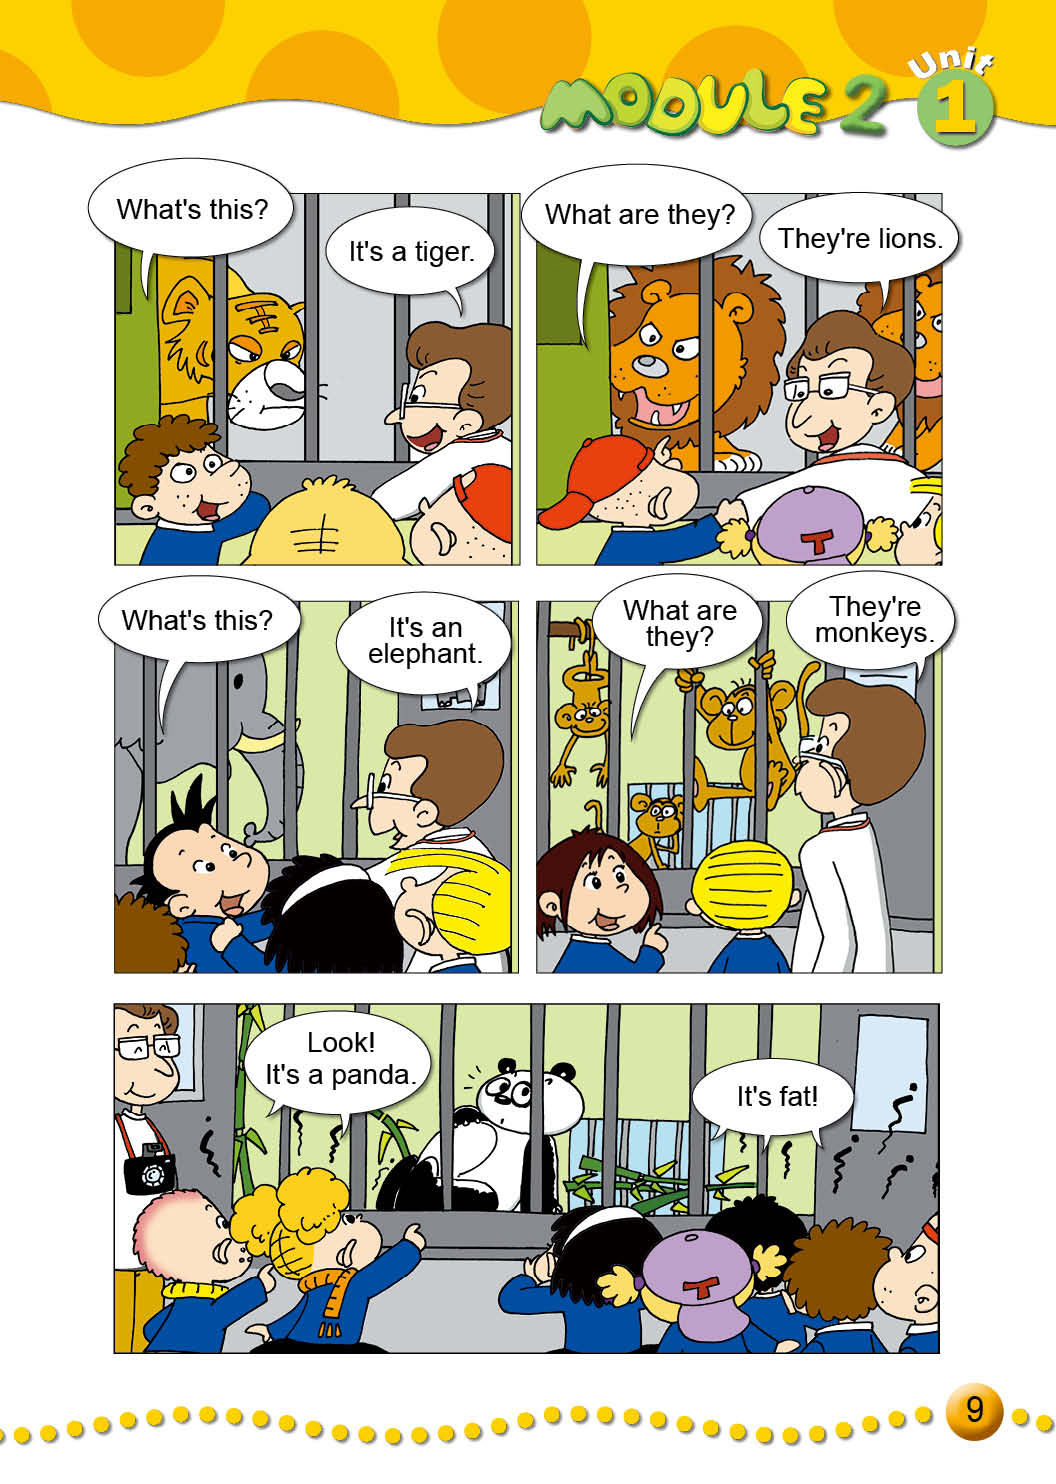 MODULE 2
Unit
1
What's this?
It's a tiger.
What are they?
They're lions.
What's this?
It's an
elephant.
What are
they?
They're
monkeys.
Look!
It's a panda.
It's fat!
T
T
9